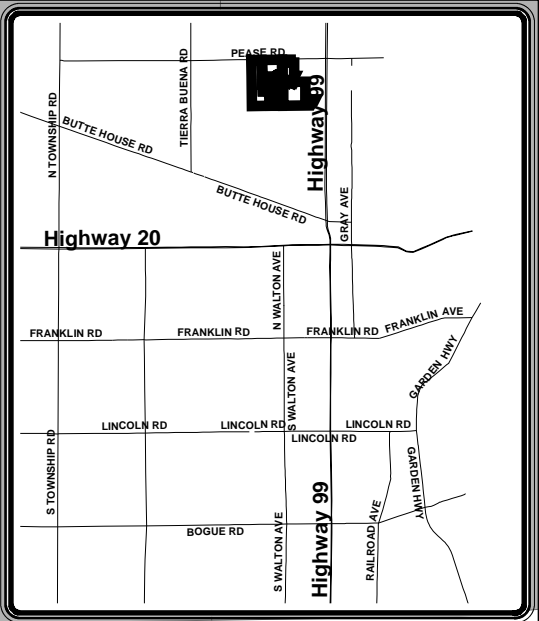 PEASE RD
TIERRA BUENA RD
N TOWNSHIP RD
Highway 99
BUTTE HOUSE RD
BUTTE HOUSE RD
GRAY AVE
Highway 20
N WALTON AVE
FRANKLIN RD
FRANKLIN RD
FRANKLIN RD
FRANKLIN AVE
GARDEN HWY
S WALTON AVE
LINCOLN RD
LINCOLN RD
LINCOLN RD
LINCOLN RD
S TOWNSHIP RD
GARDEN HWY
Highway 99
S WALTON AVE
RAILROAD AVE
BOGUE RD